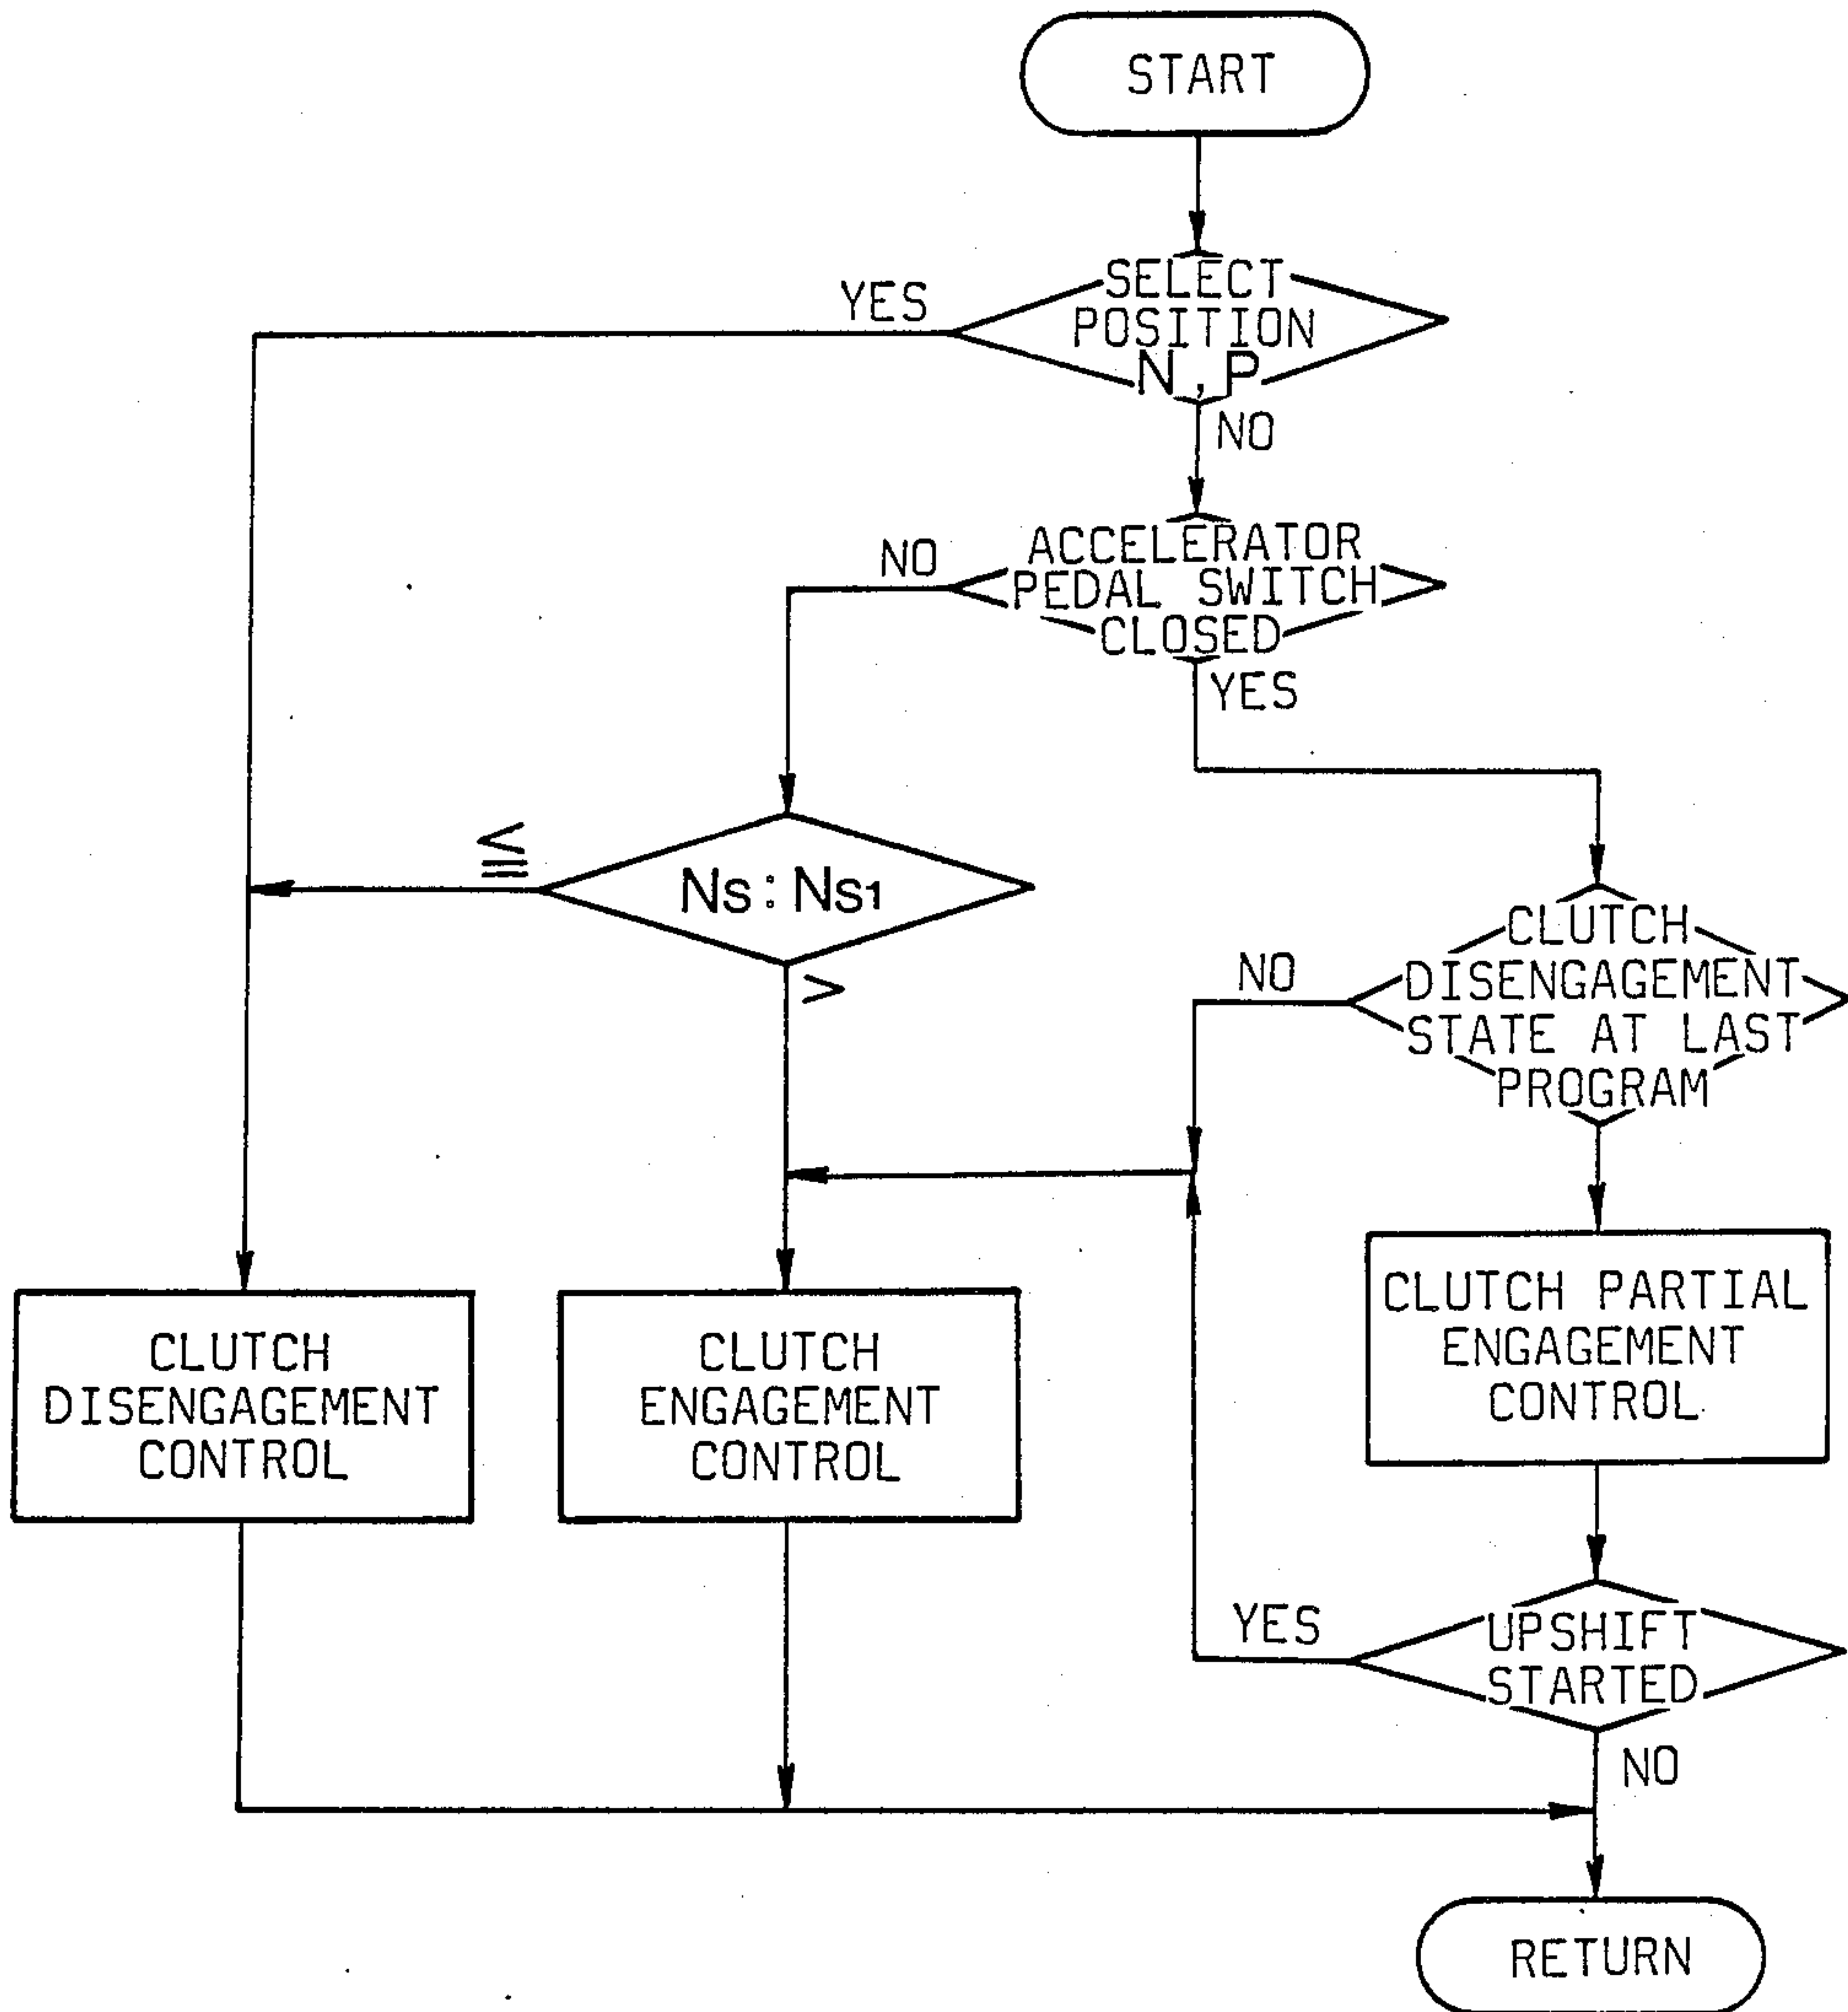 START
SELECT
POSITION
N, P
YES
NO
ACCELERATOR
PEDAL SWITCH
CLOSED
NO
YES
Ns : Ns1
≦
>
CLUTCH
DISENGAGEMENT
STATE AT LAST
PROGRAM
NO
CLUTCH
DISENGAGEMENT
CONTROL
CLUTCH
ENGAGEMENT
CONTROL
CLUTCH PARTIAL
ENGAGEMENT
CONTROL
UPSHIFT
STARTED
YES
NO
RETURN